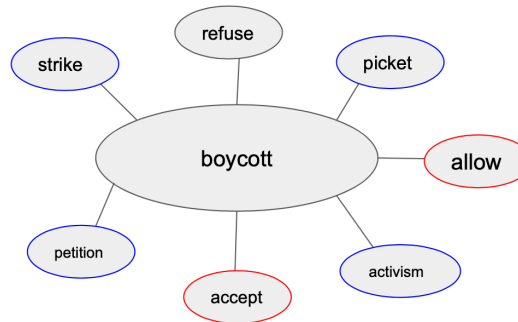 refuse
strike
picket
boycott
allow
petition
activism
accept